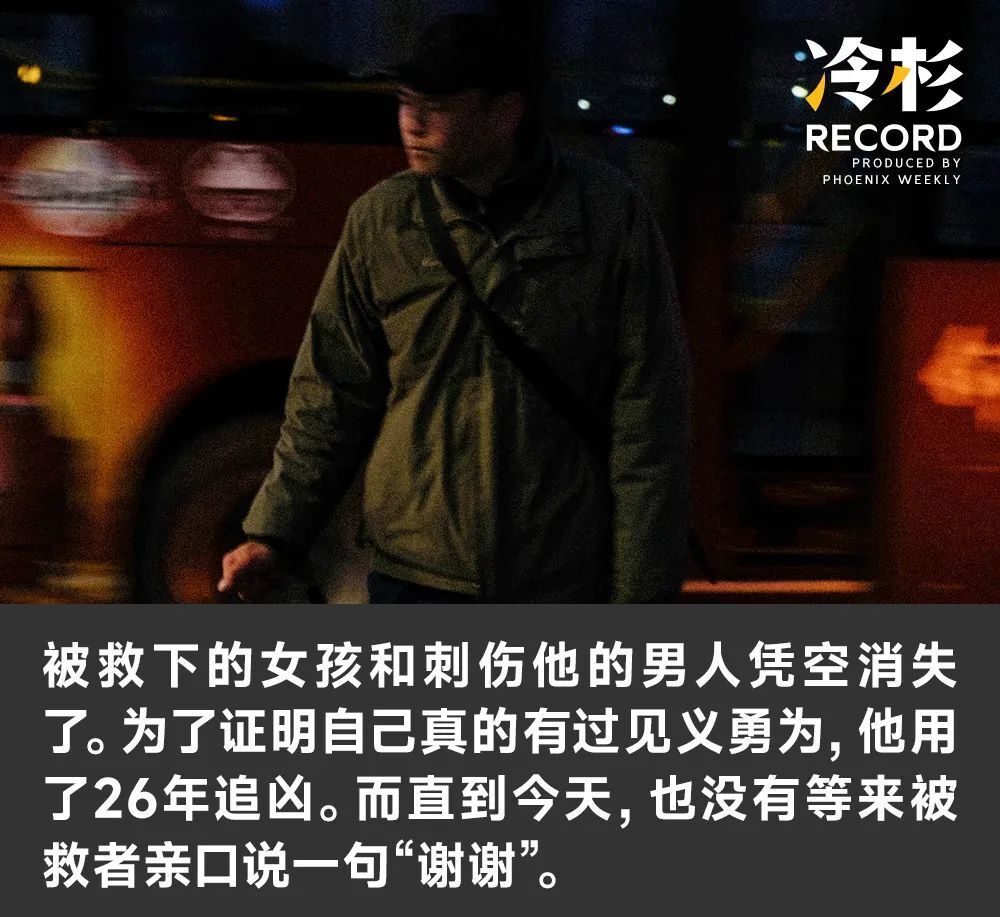 冷杉
RECORD
PRODUCED BY
PHOENIX WEEKLY
被救下的女孩和刺伤他的男人凭空消失
了。为了证明自己真的有过见义勇为，他用
了26年追凶。而直到今天，也没有等来被
救者亲口说一句“谢谢”。